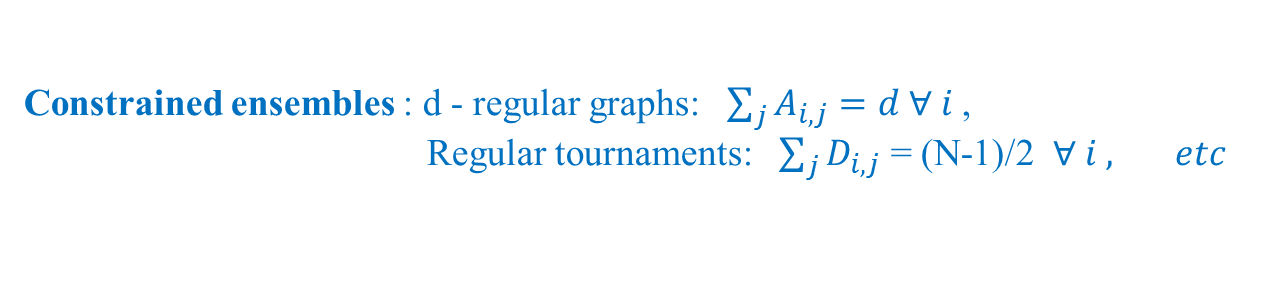 Constrained ensembles : d - regular graphs: ∑_j A_{i,j} = d ∀ i ,
Regular tournaments: ∑_j D_{i,j} = (N-1)/2 ∀ i , etc